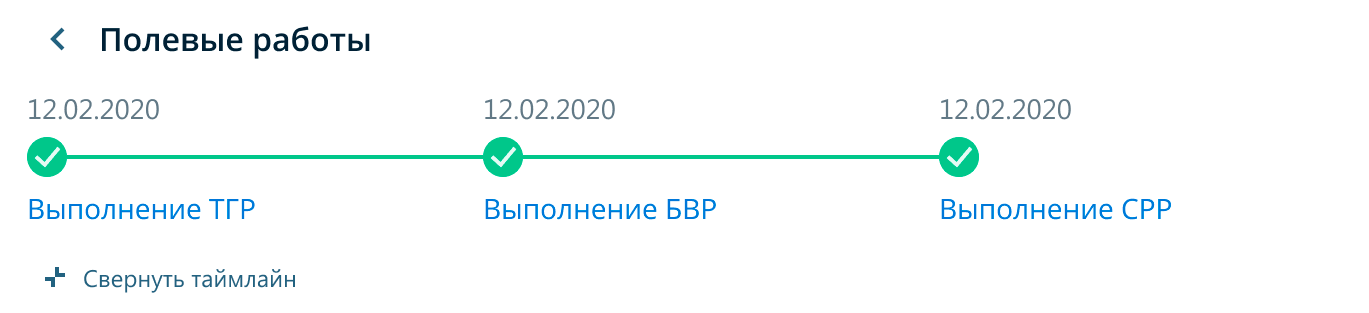 Полевые работы
12.02.2020 12.02.2020 12.02.2020
Выполнение ТГР Выполнение БВР Выполнение СРР
Свернуть таймлайн